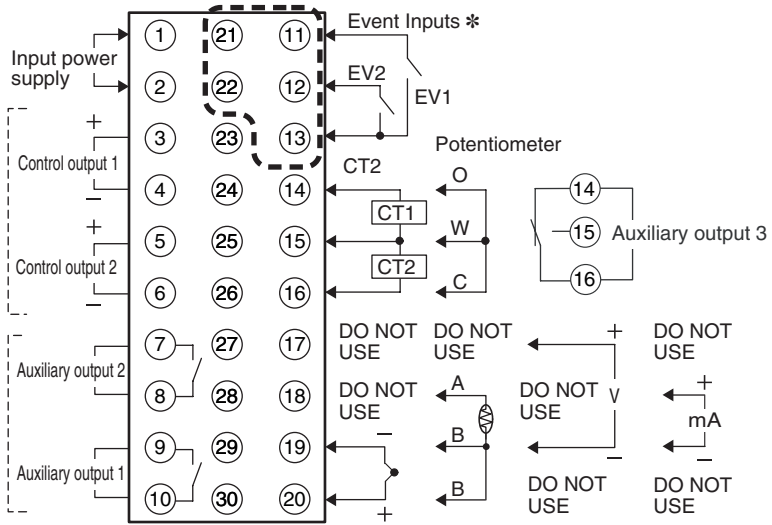 Event Inputs *
1 21 11
Input power
supply
2 22 12
EV2
EV1
+
3 23 13
Control output 1
Potentiometer
CT2
−
4 24 14
O
14
CT1
+
5 25 15
W
15
Auxiliary output 3
Control output 2
CT2
−
6 26 16
C
16
7 27 17
DO NOT
USE
DO NOT
USE
+
DO NOT
USE
Auxiliary output 2
8 28 18
DO NOT
USE
A
DO NOT
USE
V
+
mA
9 29 19
−
B
−
−
Auxiliary output 1
10 30 20
+
B
DO NOT
USE
DO NOT
USE